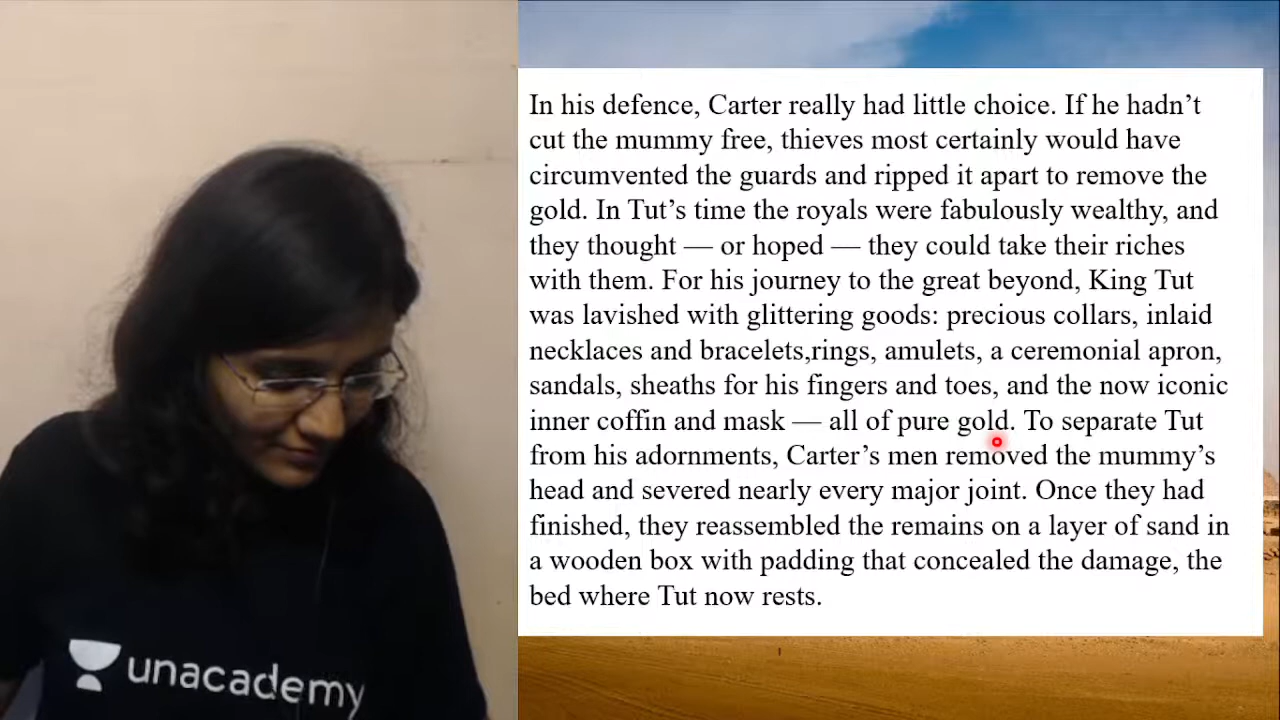 In his defence, Carter really had little choice. If he hadn’t
cut the mummy free, thieves most certainly would have
circumvented the guards and ripped it apart to remove the
gold. In Tut’s time the royals were fabulously wealthy, and
they thought — or hoped — they could take their riches
with them. For his journey to the great beyond, King Tut
was lavished with glittering goods: precious collars, inlaid
necklaces and bracelets,rings, amulets, a ceremonial apron,
sandals, sheaths for his fingers and toes, and the now iconic
inner coffin and mask — all of pure gold. To separate Tut
from his adornments, Carter’s men removed the mummy’s
head and severed nearly every major joint. Once they had
finished, they reassembled the remains on a layer of sand in
a wooden box with padding that concealed the damage, the
bed where Tut now rests.
unacademy